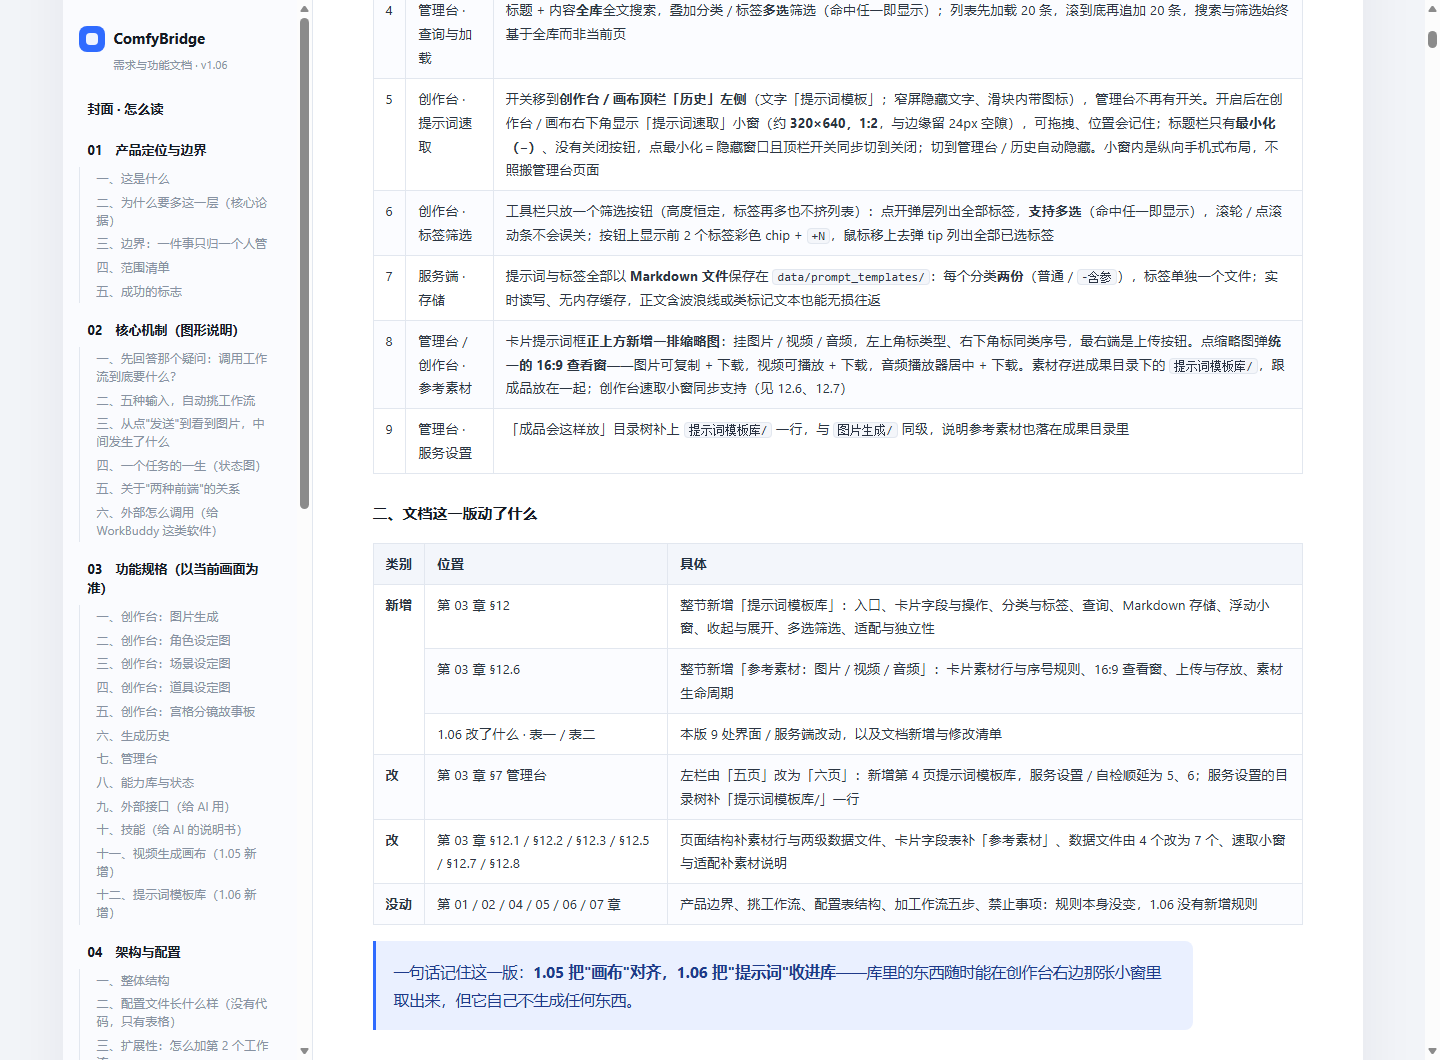 ComfyBridge
需求与功能文档 · v1.06
封面 · 怎么读
01 产品定位与边界
一、这是什么
二、为什么要多这一层（核心论
据）
三、边界：一件事只归一个人管
四、范围清单
五、成功的标志
02 核心机制（图形说明）
一、先回答那个疑问：调用工作
流到底要什么？
二、五种输入，自动挑工作流
三、从点"发送"到看到图片，中
间发生了什么
四、一个任务的一生（状态图）
五、关于"两种前端"的关系
六、外部怎么调用（给
WorkBuddy 这类软件）
03 功能规格（以当前画面为
准）
一、创作台：图片生成
二、创作台：角色设定图
三、创作台：场景设定图
四、创作台：道具设定图
五、创作台：宫格分镜故事板
六、生成历史
七、管理台
八、能力库与状态
九、外部接口（给 AI 用）
十、技能（给 AI 的说明书）
十一、视频生成画布（1.05 新
增）
十二、提示词模板库（1.06 新
增）
04 架构与配置
一、整体结构
二、配置文件长什么样（没有代
码，只有表格）
三、扩展性：怎么加第 2 个工作
4
管理台 ·
查询与加
载
标题 + 内容全库全文搜索，叠加分类 / 标签多选筛选（命中任一即显示）；列表先加载 20 条，滚到底再追加 20 条，搜索与筛选始终
基于全库而非当前页
5
创作台 ·
提示词速
取
开关移到创作台 / 画布顶栏「历史」左侧（文字「提示词模板」；窄屏隐藏文字、滑块内带图标），管理台不再有开关。开启后在创
作台 / 画布右下角显示「提示词速取」小窗（约 320×640，1:2，与边缘留 24px 空隙），可拖拽、位置会记住；标题栏只有最小化
（−）、没有关闭按钮，点最小化 = 隐藏窗口且顶栏开关同步切到关闭；切到管理台 / 历史自动隐藏。小窗内是纵向手机式布局，不
照搬管理台页面
6
创作台 ·
标签筛选
工具栏只放一个筛选按钮（高度恒定，标签再多也不挤列表）：点开弹层列出全部标签，支持多选（命中任一即显示），滚轮 / 点滚
动条不会误关；按钮上显示前 2 个标签彩色 chip + +N，鼠标移上去弹 tip 列出全部已选标签
7
服务端 ·
存储
提示词与标签全部以 Markdown 文件保存在 data/prompt_templates/：每个分类两份（普通 / -含参），标签单独一个文件；实
时读写、无内存缓存，正文含波浪线或类标记文本也能无损往返
8
管理台 /
创作台 ·
参考素材
卡片提示词框正上方新增一排缩略图：挂图片 / 视频 / 音频，左上角标类型、右下角标同类序号，最右端是上传按钮。点缩略图弹统
一的 16:9 查看窗——图片可复制 + 下载，视频可播放 + 下载，音频播放器居中 + 下载。素材存进成果目录下的 提示词模板库/，跟
成品放在一起；创作台速取小窗同步支持（见 12.6、12.7）
9
管理台 ·
服务设置
「成品会这样放」目录树补上 提示词模板库/ 一行，与 图片生成/ 同级，说明参考素材也落在成果目录里
二、文档这一版动了什么
类别 位置 具体
新增 第 03 章 §12
整节新增「提示词模板库」：入口、卡片字段与操作、分类与标签、查询、Markdown 存储、浮动小
窗、收起与展开、多选筛选、适配与独立性
第 03 章 §12.6
整节新增「参考素材：图片 / 视频 / 音频」：卡片素材行与序号规则、16:9 查看窗、上传与存放、素材
生命周期
1.06 改了什么 · 表一 / 表二 本版 9 处界面 / 服务端改动，以及文档新增与修改清单
改 第 03 章 §7 管理台
左栏由「五页」改为「六页」：新增第 4 页提示词模板库，服务设置 / 自检顺延为 5、6；服务设置的目
录树补「提示词模板库/」一行
改 第 03 章 §12.1 / §12.2 / §12.3 / §12.5
/ §12.7 / §12.8
页面结构补素材行与两级数据文件、卡片字段表补「参考素材」、数据文件由 4 个改为 7 个、速取小窗
与适配补素材说明
没动 第 01 / 02 / 04 / 05 / 06 / 07 章 产品边界、挑工作流、配置表结构、加工作流五步、禁止事项：规则本身没变，1.06 没有新增规则
一句话记住这一版：1.05 把"画布"对齐，1.06 把"提示词"收进库——库里的东西随时能在创作台右边那张小窗里
取出来，但它自己不生成任何东西。